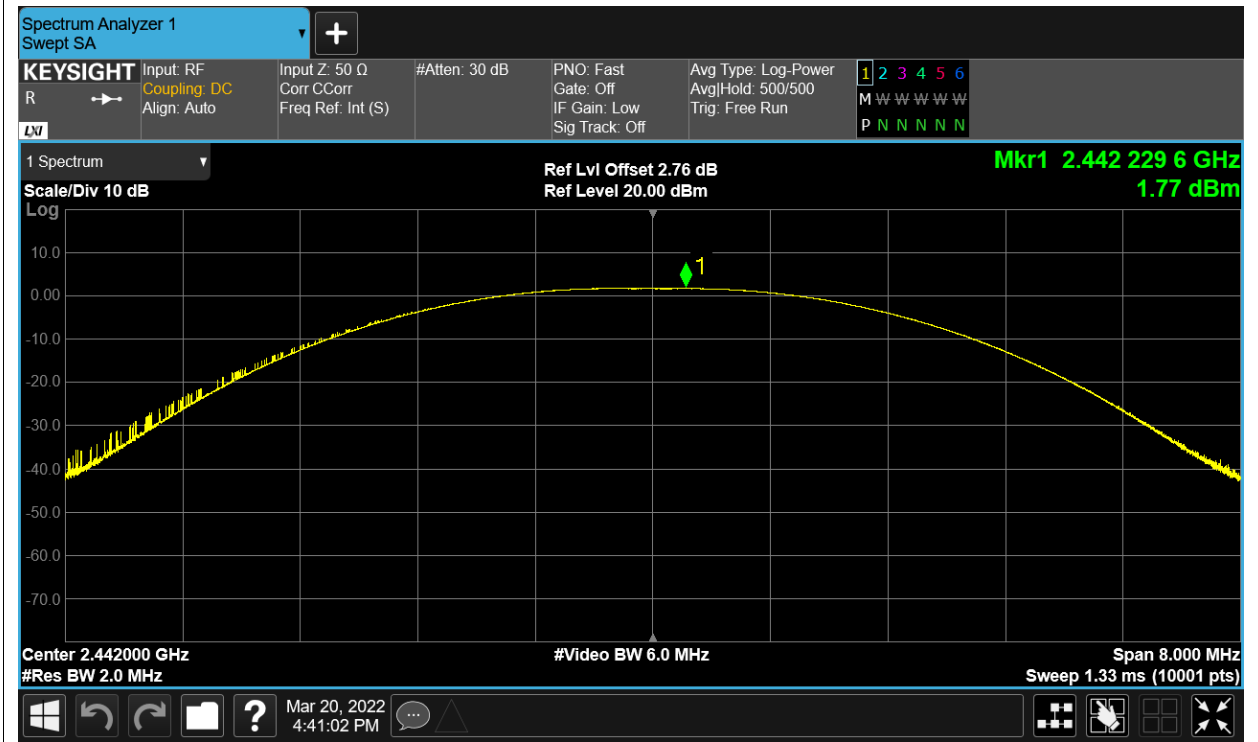 Spectrum Analyzer 1
Swept SA
KEYSIGHT
R
LXI
Input: RF
Coupling: DC
Align: Auto
Input Z: 50 Ω
Corr CCorr
Freq Ref: Int (S)
#Atten: 30 dB
PNO: Fast
Gate: Off
IF Gain: Low
Sig Track: Off
Avg Type: Log-Power
Avg|Hold: 500/500
Trig: Free Run
1 2 3 4 5 6
M W W W W W
P N N N N N
1 Spectrum
Scale/Div 10 dB
Log
Ref Lvl Offset 2.76 dB
Ref Level 20.00 dBm
Mkr1 2.442 229 6 GHz
1.77 dBm
10.0
0.00
-10.0
-20.0
-30.0
-40.0
-50.0
-60.0
-70.0
1
Center 2.442000 GHz
#Res BW 2.0 MHz
#Video BW 6.0 MHz
Span 8.000 MHz
Sweep 1.33 ms (10001 pts)
?
Mar 20, 2022
4:41:02 PM